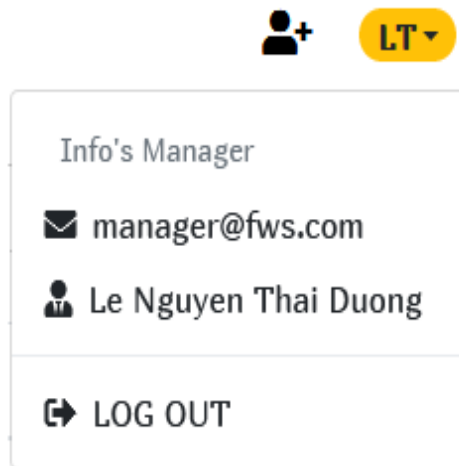 LT
Info's Manager
manager@fws.com
Le Nguyen Thai Duong
LOG OUT